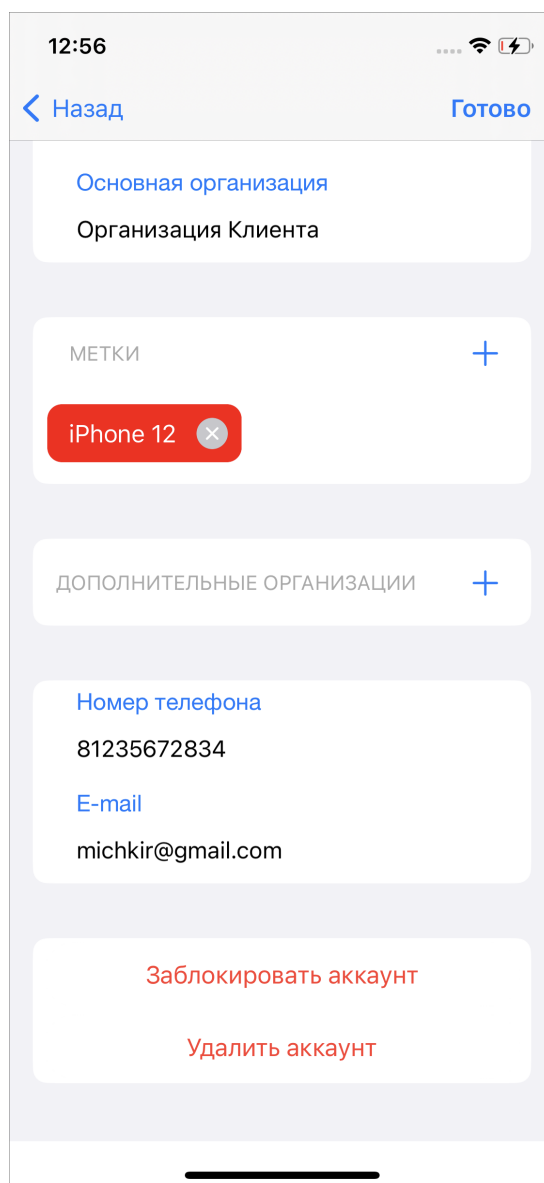 12:56
Назад
Готово
Основная организация
Организация Клиента
МЕТКИ
iPhone 12
ДОПОЛНИТЕЛЬНЫЕ ОРГАНИЗАЦИИ
Номер телефона
81235672834
E-mail
michkir@gmail.com
Заблокировать аккаунт
Удалить аккаунт